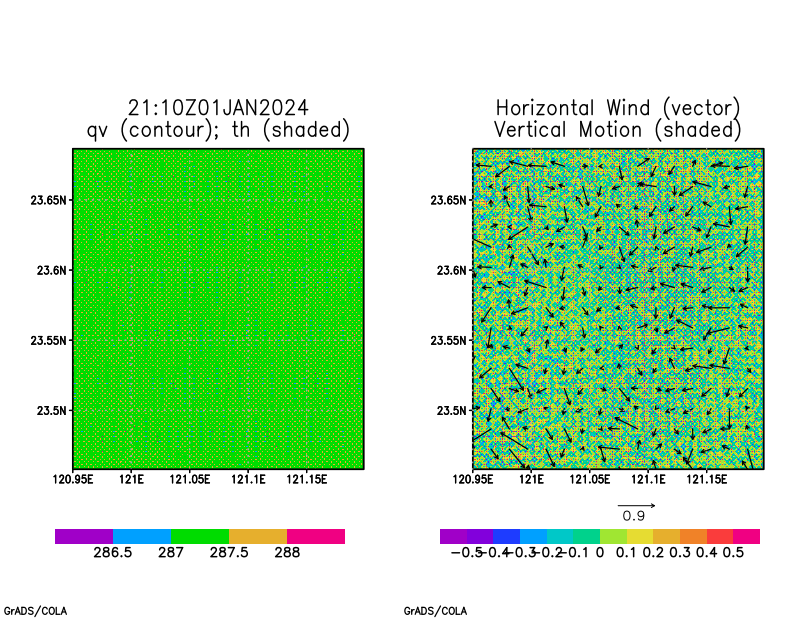 21:10Z01JAN2024
qv (contour); th (shaded)
23.65N
23.6N
23.55N
23.5N
120.95E 121E 121.05E 121.1E 121.15E
286.5 287 287.5 288
GrADS/COLA
Horizontal Wind (vector)
Vertical Motion (shaded)
23.65N
23.6N
23.55N
23.5N
120.95E 121E 121.05E 121.1E 121.15E
0.9
-0.5 -0.4 -0.3 -0.2 -0.1 0 0.1 0.2 0.3 0.4 0.5
GrADS/COLA